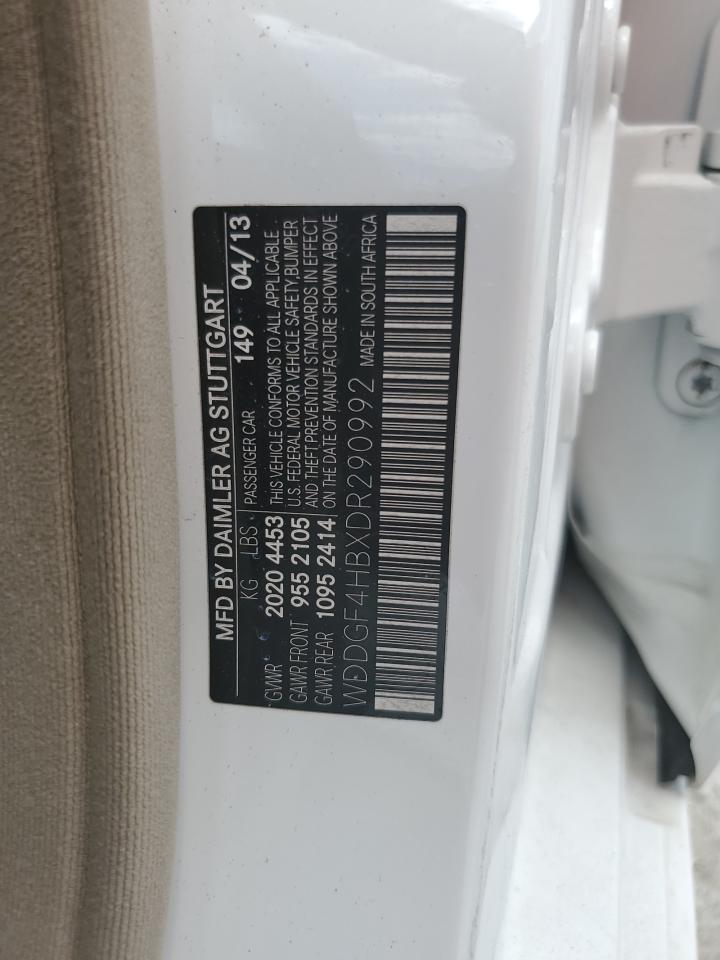 MFD BY DAIMLER AG STUTTGART
KG LBS PASSENGER CAR 149 04/13
GVWR 2020 4453 THIS VEHICLE CONFORMS TO ALL APPLICABLE
GAWR FRONT 955 2105 U.S. FEDERAL MOTOR VEHICLE SAFETY,BUMPER
GAWR REAR 1095 2414 AND THEFT PREVENTION STANDARDS IN EFFECT
ON THE DATE OF MANUFACTURE SHOWN ABOVE
WDDGF4HBXDR290992 MADE IN SOUTH AFRICA